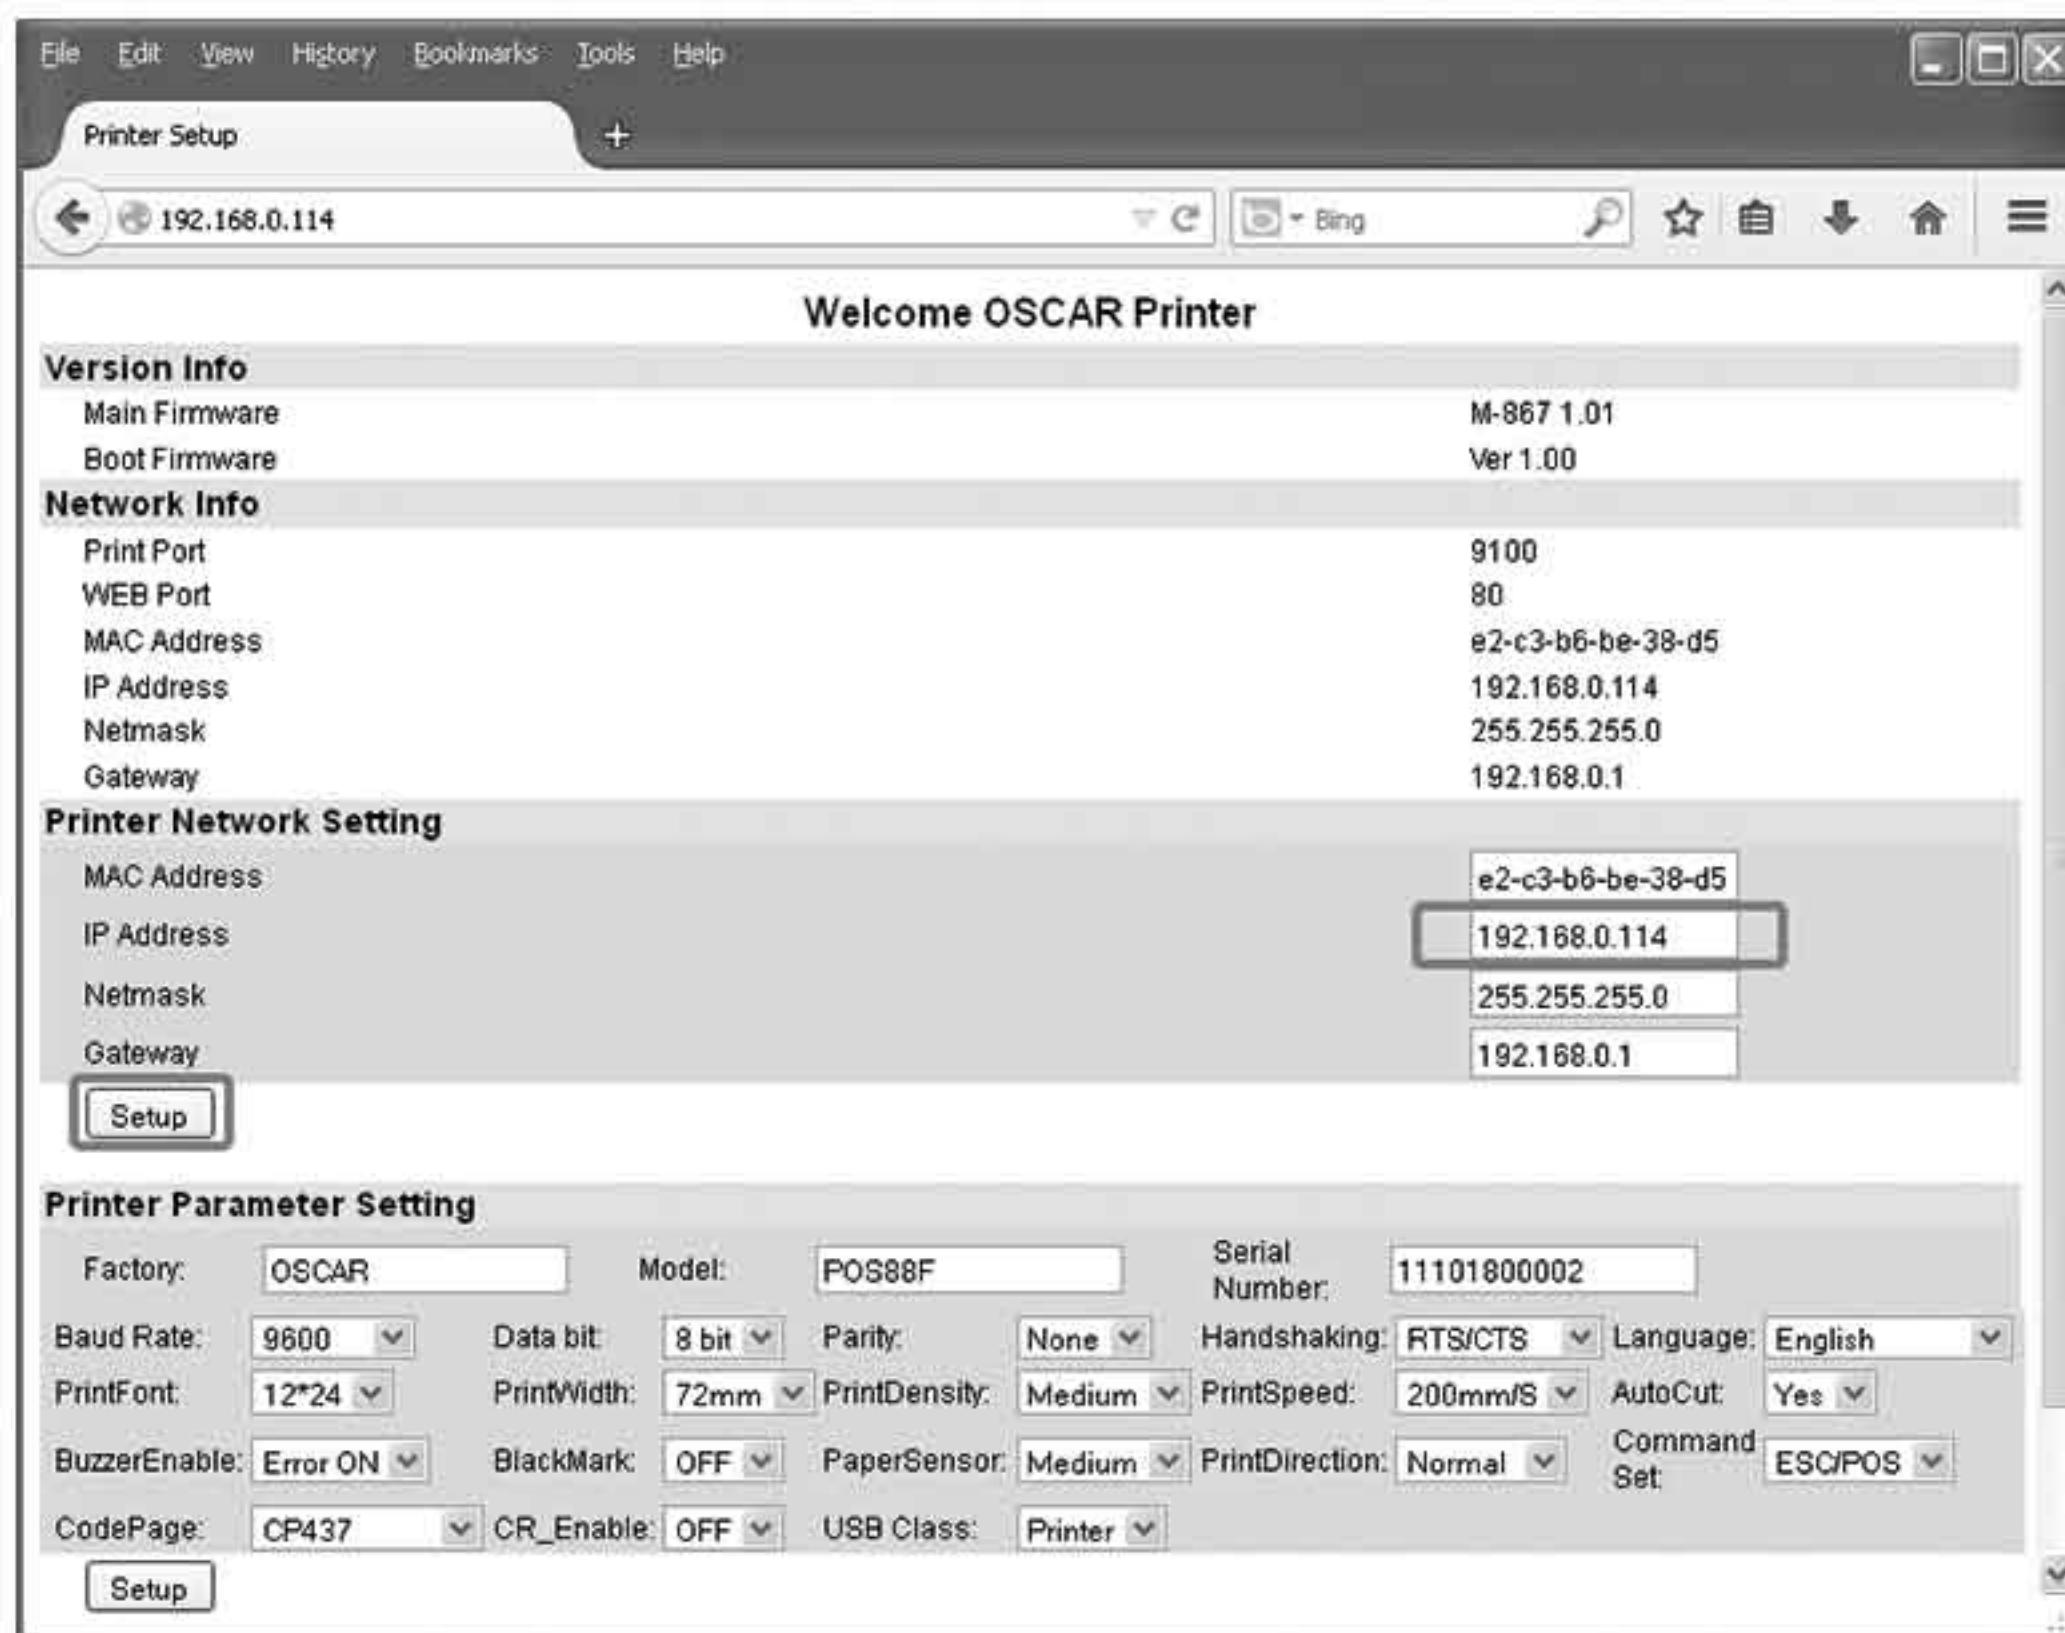 File Edit View History Bookmarks Tools Help
Printer Setup +
192.168.0.114 Bing
Welcome OSCAR Printer
Version Info
Main Firmware M-867 1.01
Boot Firmware Ver 1.00
Network Info
Print Port 9100
WEB Port 80
MAC Address e2-c3-b6-be-38-d5
IP Address 192.168.0.114
Netmask 255.255.255.0
Gateway 192.168.0.1
Printer Network Setting
MAC Address e2-c3-b6-be-38-d5
IP Address 192.168.0.114
Netmask 255.255.255.0
Gateway 192.168.0.1
Setup
Printer Parameter Setting
Factory: OSCAR Model: POS88F Serial Number: 11101800002
Baud Rate: 9600 Data bit: 8 bit Parity: None Handshaking: RTS/CTS Language: English
PrintFont: 12*24 PrintWidth: 72mm PrintDensity: Medium PrintSpeed: 200mm/S AutoCut: Yes
BuzzerEnable: Error ON BlackMark: OFF PaperSensor: Medium PrintDirection: Normal Command Set: ESC/POS
CodePage: CP437 CR_Enable: OFF USB Class: Printer
Setup